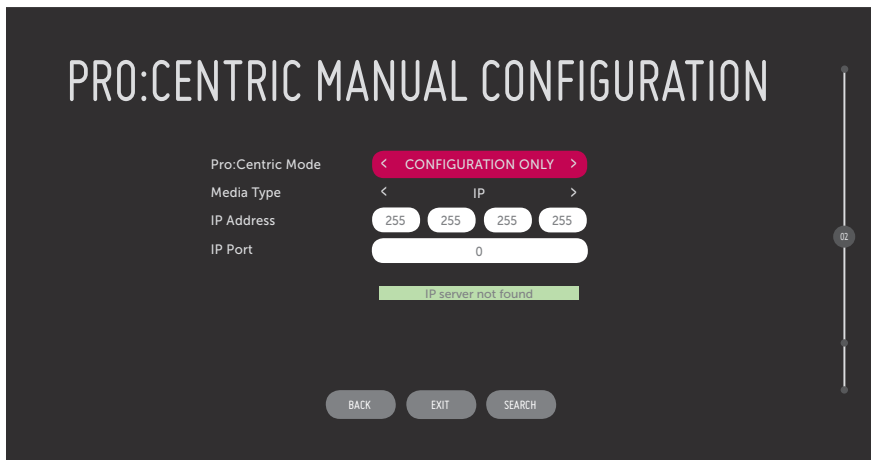 PRO:CENTRIC MANUAL CONFIGURATION
Pro:Centric Mode < CONFIGURATION ONLY >
Media Type < IP >
IP Address 255 255 255 255
IP Port 0
02
IP server not found
BACK EXIT SEARCH